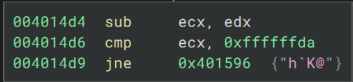 004014d4 sub ecx, edx
004014d6 cmp ecx, 0xffffffda
004014d9 jne 0x401596 {"h`K@"}